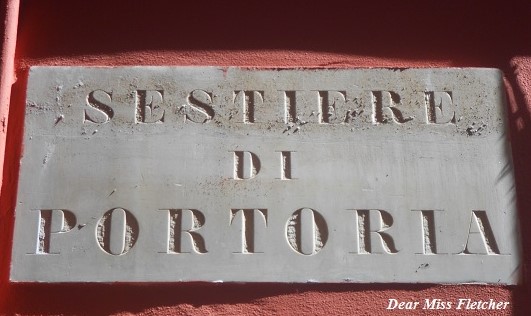 SESTIERE
DI
PORTORIA
Dear Miss Fletcher